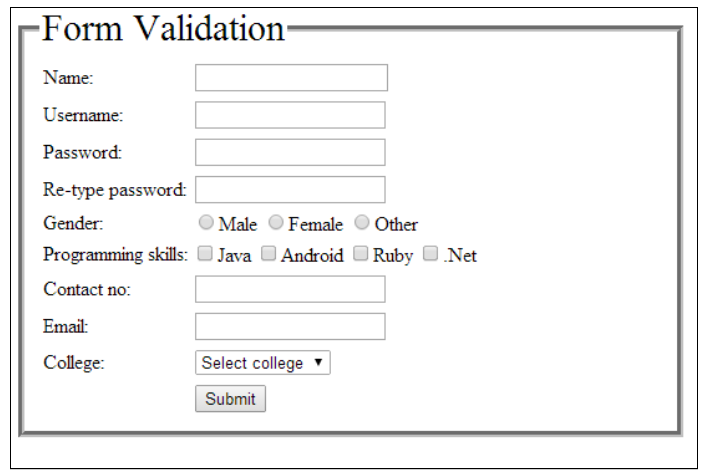 Form Validation
Name:
Username:
Password:
Re-type password:
Gender: Male Female Other
Programming skills: Java Android Ruby .Net
Contact no:
Email:
College: Select college
Submit